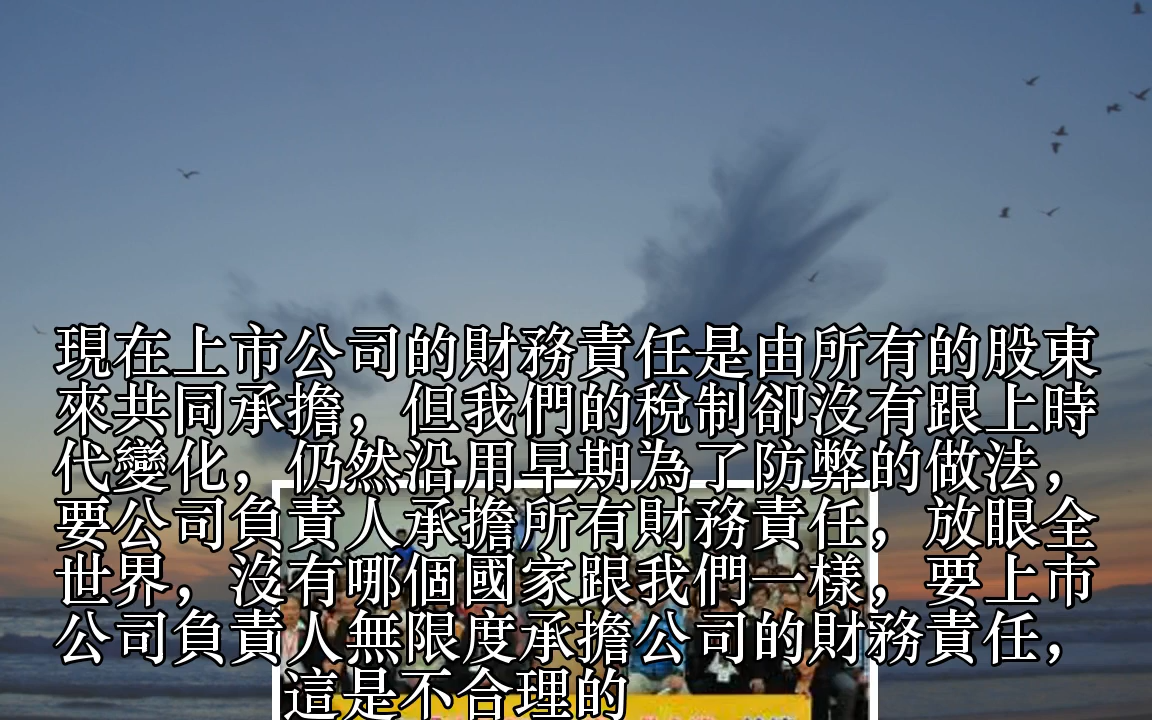 現在上市公司的財務責任是由所有的股東
來共同承擔，但我們的稅制卻沒有跟上時
代變化，仍然沿用早期為了防弊的做法，
要公司負責人承擔所有財務責任，放眼全
世界，沒有哪個國家跟我們一樣，要上市
公司負責人無限度承擔公司的財務責任，
這是不合理的